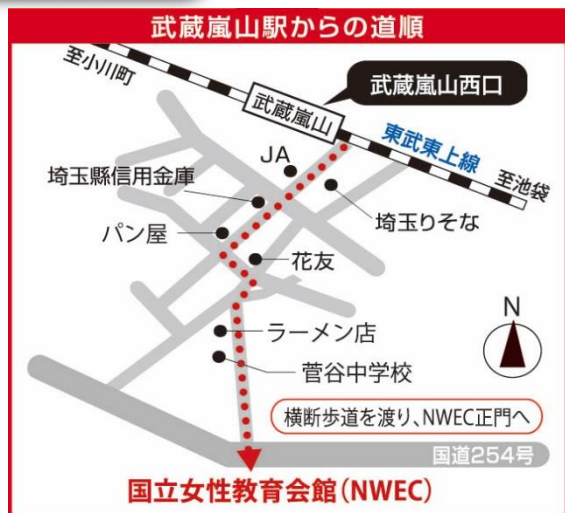 武蔵嵐山駅からの道順
至小川町
武蔵嵐山
武蔵嵐山西口
東武東上線
至池袋
JA
埼玉縣信用金庫
埼玉りそな
パン屋
花友
ラーメン店
菅谷中学校
N
横断歩道を渡り、NWEC正門へ
国道254号
国立女性教育会館(NWEC)